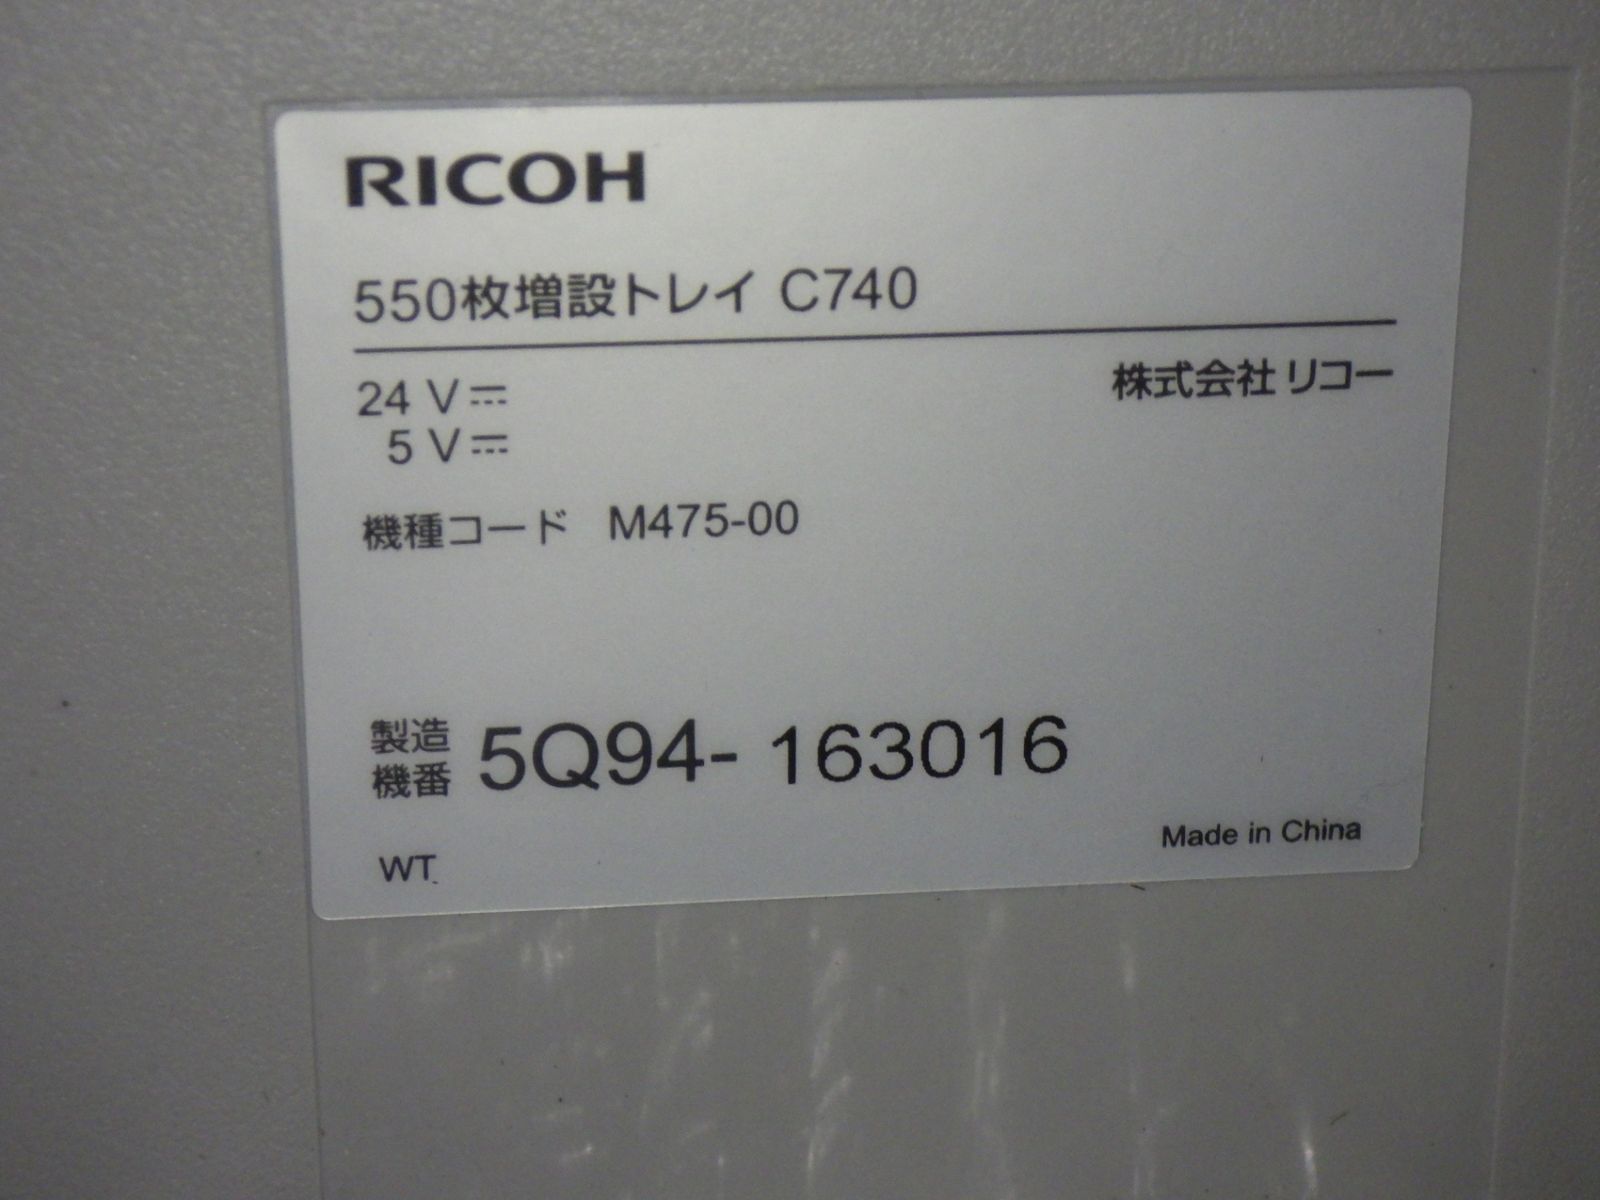 RICOH
550枚増設トレイ C740
24 V⎓
株式会社 リコー
5 V⎓
機種コード M475-00
製造
機番 5Q94- 163016
WT
Made in China